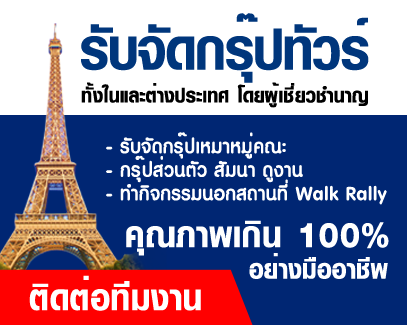 รับจัดกรุ๊ปทัวร์
ทั้งในและต่างประเทศ โดยผู้เชี่ยวชำนาญ
- รับจัดกรุ๊ปเหมาหมู่คณะ
- กรุ๊ปส่วนตัว สัมนา ดูงาน
- ทำกิจกรรมนอกสถานที่ Walk Rally
คุณภาพเกิน 100%
อย่างมืออาชีพ
ติดต่อทีมงาน